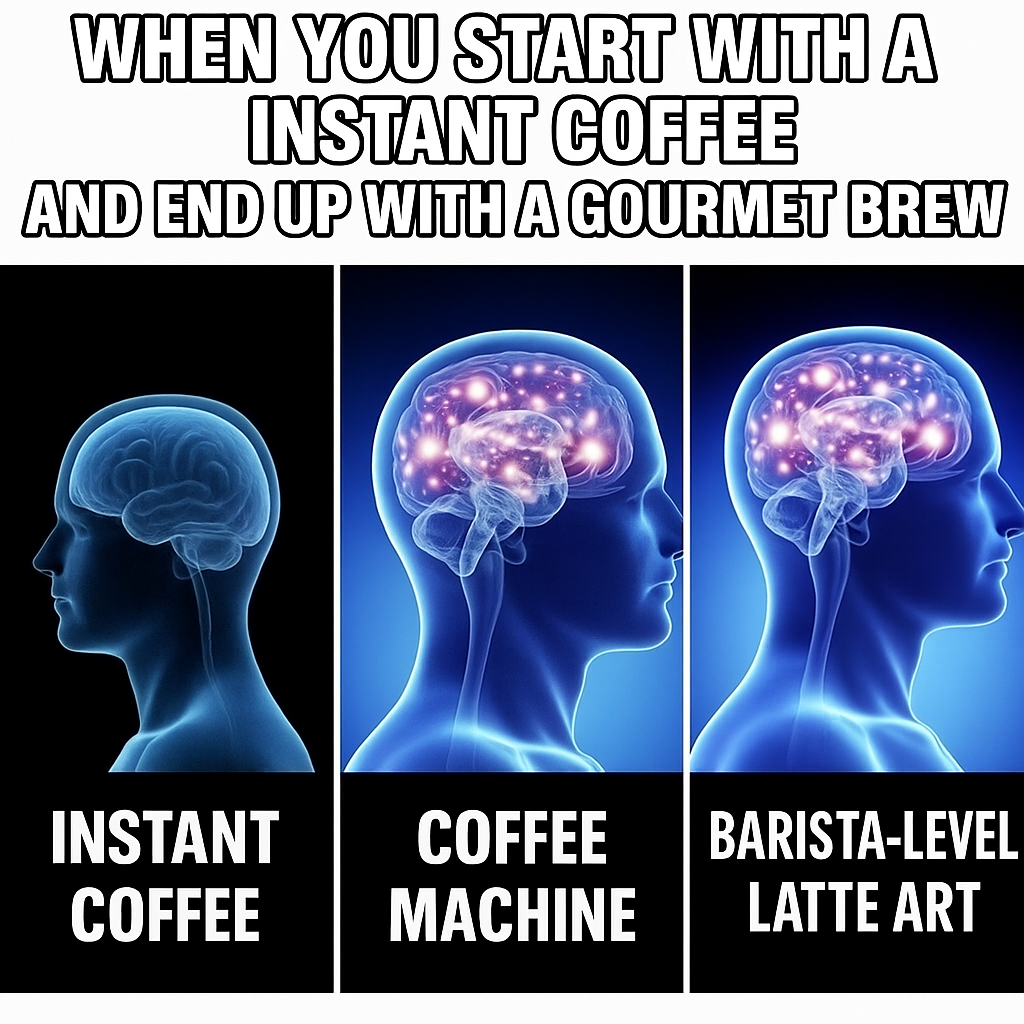 WHEN YOU START WITH A
INSTANT COFFEE
AND END UP WITH A GOURMET BREW
INSTANT
COFFEE
COFFEE
MACHINE
BARISTA-LEVEL
LATTE ART